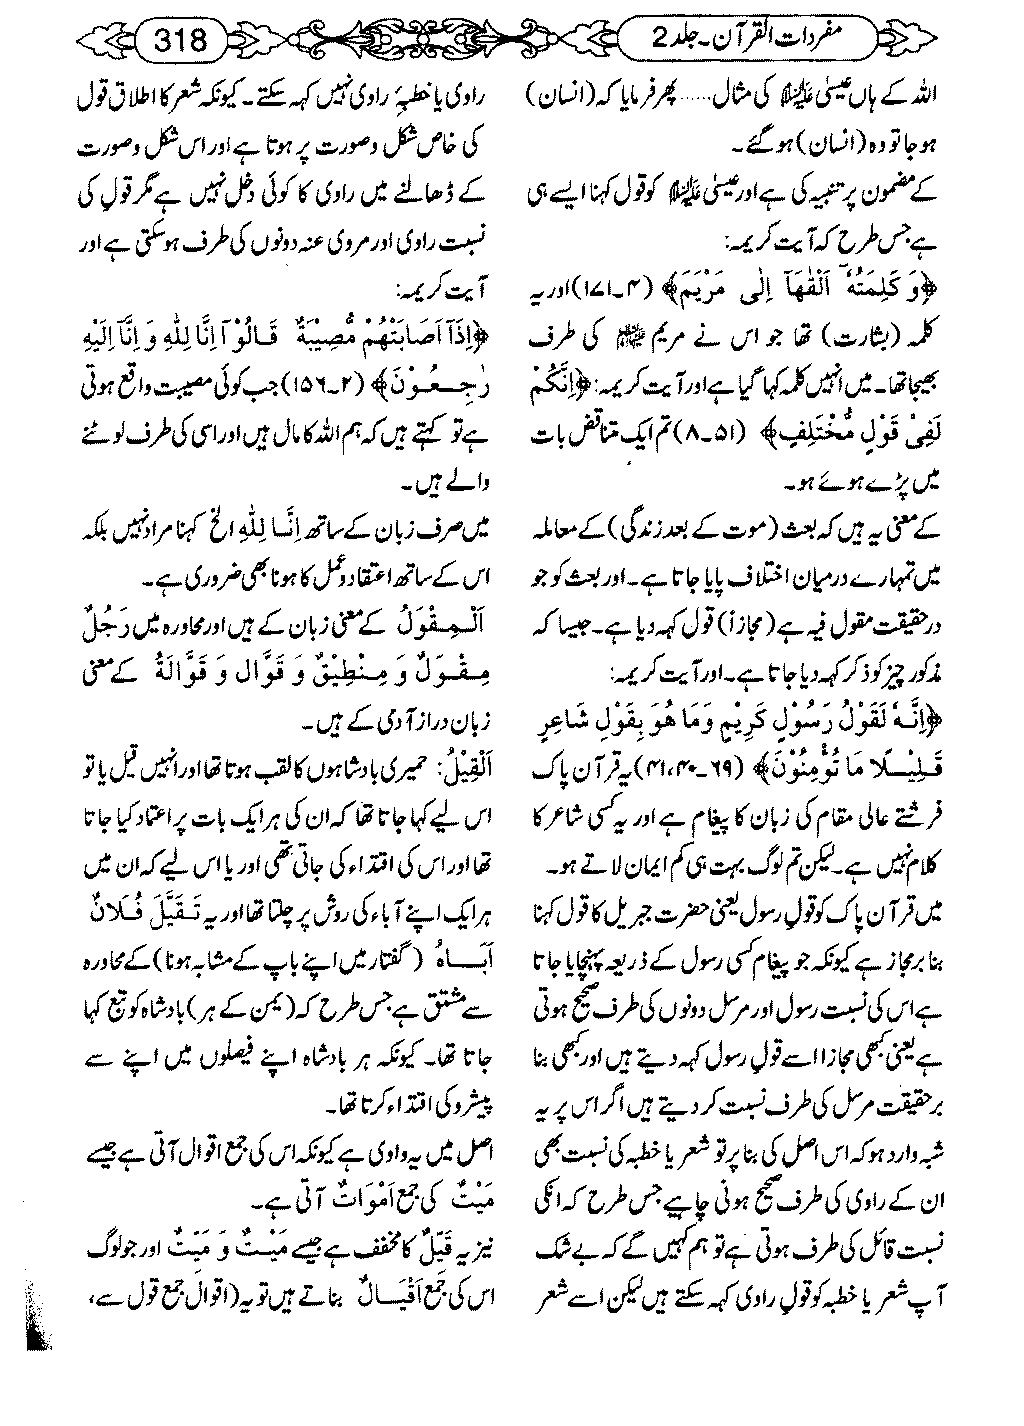 مفردات القرآن۔جلد 2
318
اللہ کے ہاں عیسیٰ علیہ السلام کی مثال...... پھر فرمایا کہ (انسان)
ہو جا تو وہ (انسان) ہو گئے۔
کے مضمون پر تنبیہ کی ہے اور عیسیٰ علیہ السلام کو قول کہنا ایسے ہی
ہے جس طرح کہ آیت کریمہ:
﴿وَ كَلِمَتُهٗ اَلْقٰهَاۤ اِلٰى مَرْيَمَ﴾ (۴۔۱۷۱) اور یہ
کلمہ (بشارت) تھا جو اس نے مریم علیہا السلام کی طرف
بھیجا تھا۔ میں انہیں کلمہ کہا گیا ہے اور آیت کریمہ: ﴿اِنَّكُمْ
لَفِىْ قَوْلٍ مُّخْتَلِفٍ﴾ (۵۱۔۸) تم ایک متناقض بات
میں پڑے ہوئے ہو۔
کے معنی یہ ہیں کہ بعث (موت کے بعد زندگی) کے معاملہ
میں تمہارے درمیان اختلاف پایا جاتا ہے۔ اور بعث کو جو
درحقیقت مقول فیہ ہے (مجازاً) قول کہہ دیا ہے۔ جیسا کہ
مذکور چیز کو ذکر کہہ دیا جاتا ہے۔ اور آیت کریمہ:
﴿اِنَّهٗ لَقَوْلُ رَسُوْلٍ كَرِيْمٍ وَمَا هُوَ بِقَوْلِ شَاعِرٍ
قَلِيْلًا مَا تُؤْمِنُوْنَ﴾ (۶۹۔۴۰،۴۱) یہ قرآن پاک
فرشتے عالی مقام کی زبان کا پیغام ہے اور یہ کسی شاعر کا
کلام نہیں ہے۔ لیکن تم لوگ بہت ہی کم ایمان لاتے ہو۔
میں قرآن پاک کو قولِ رسول یعنی حضرت جبریل کا قول کہنا
بنا بر مجاز ہے کیونکہ جو پیغام کسی رسول کے ذریعہ پہنچایا جاتا
ہے اس کی نسبت رسول اور مرسل دونوں کی طرف صحیح ہوتی
ہے یعنی کبھی مجازا اسے قولِ رسول کہہ دیتے ہیں اور کبھی بنا
بر حقیقت مرسل کی طرف نسبت کر دیتے ہیں اگر اس پر یہ
شبہ وارد ہو کہ اس اصل کی بنا پر تو شعر یا خطبہ کی نسبت بھی
ان کے راوی کی طرف صحیح ہونی چاہیے جس طرح کہ انکی
نسبت قائل کی طرف ہوتی ہے تو ہم کہیں گے کہ بے شک
آپ شعر یا خطبہ کو قولِ راوی کہہ سکتے ہیں لیکن اسے شعر
راوی یا خطبہ راوی نہیں کہہ سکتے۔ کیونکہ شعر کا اطلاق قول
کی خاص شکل و صورت پر ہوتا ہے اور اس شکل و صورت
کے ڈھالنے میں راوی کا کوئی دخل نہیں ہے مگر قول کی
نسبت راوی اور مروی عنہ دونوں کی طرف ہو سکتی ہے اور
آیت کریمہ:
﴿اِذَاۤ اَصَابَتْهُمْ مُّصِيْبَةٌ قَالُوْۤا اِنَّا لِلّٰهِ وَ اِنَّاۤ اِلَيْهِ
رٰجِعُوْنَ﴾ (۲۔۱۵۶) جب کوئی مصیبت واقع ہوتی
ہے تو کہتے ہیں کہ ہم اللہ کا مال ہیں اور اسی کی طرف لوٹنے
والے ہیں۔
میں صرف زبان کے ساتھ اِنَّا لِلّٰهِ الخ کہنا مراد نہیں بلکہ
اس کے ساتھ اعتقاد و عمل کا ہونا بھی ضروری ہے۔
اَلْمِقْوَلُ کے معنی زبان کے ہیں اور محاورہ میں رَجُلٌ
مِقْوَلٌ وَ مِنْطِيْقٌ وَ قَوَّالٌ وَ قَوَّالَةٌ کے معنی
زبان دراز آدمی کے ہیں۔
اَلْقَيْلُ: حمیری بادشاہوں کا لقب ہوتا تھا اور انہیں قیل یا تو
اس لیے کہا جاتا تھا کہ ان کی ہر ایک بات پر اعتماد کیا جاتا
تھا اور اس کی اقتداء کی جاتی تھی اور یا اس لیے کہ ان میں
ہر ایک اپنے آباء کی روش پر چلتا تھا اور یہ تَقَيَّلَ فُلَانٌ
اَبَاهُ (گفتار میں اپنے باپ کے مشابہ ہونا) کے محاورہ
سے مشتق ہے جس طرح کہ (یمن کے ہر) بادشاہ کو تبع کہا
جاتا تھا۔ کیونکہ ہر بادشاہ اپنے فیصلوں میں اپنے سے
پیشرو کی اقتداء کرتا تھا۔
اصل میں یہ واوی ہے کیونکہ اس کی جمع اقوال آتی ہے جیسے
مَيْتٌ کی جمع اَمْوَاتٌ آتی ہے۔
نیز یہ قَيِّلٌ کا مخفف ہے جیسے مَيْتٌ وَ مَيِّتٌ اور جو لوگ
اس کی جمع اَقْيَالٌ بناتے ہیں تو یہ (اقوال جمع قول سے،